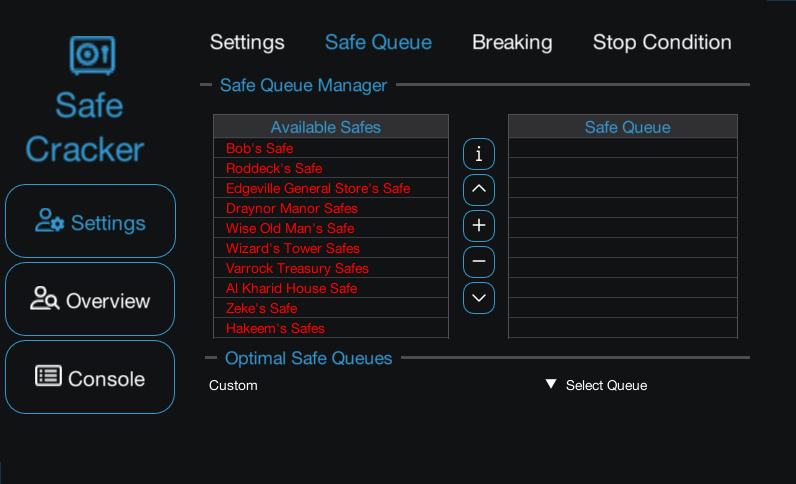 Safe
Cracker
Settings
Overview
Console
Settings Safe Queue Breaking Stop Condition
Safe Queue Manager
Available Safes
Bob's Safe
Roddeck's Safe
Edgeville General Store's Safe
Draynor Manor Safes
Wise Old Man's Safe
Wizard's Tower Safes
Varrock Treasury Safes
Al Kharid House Safe
Zeke's Safe
Hakeem's Safes
i
+
−
Safe Queue
Optimal Safe Queues
Custom
▼ Select Queue